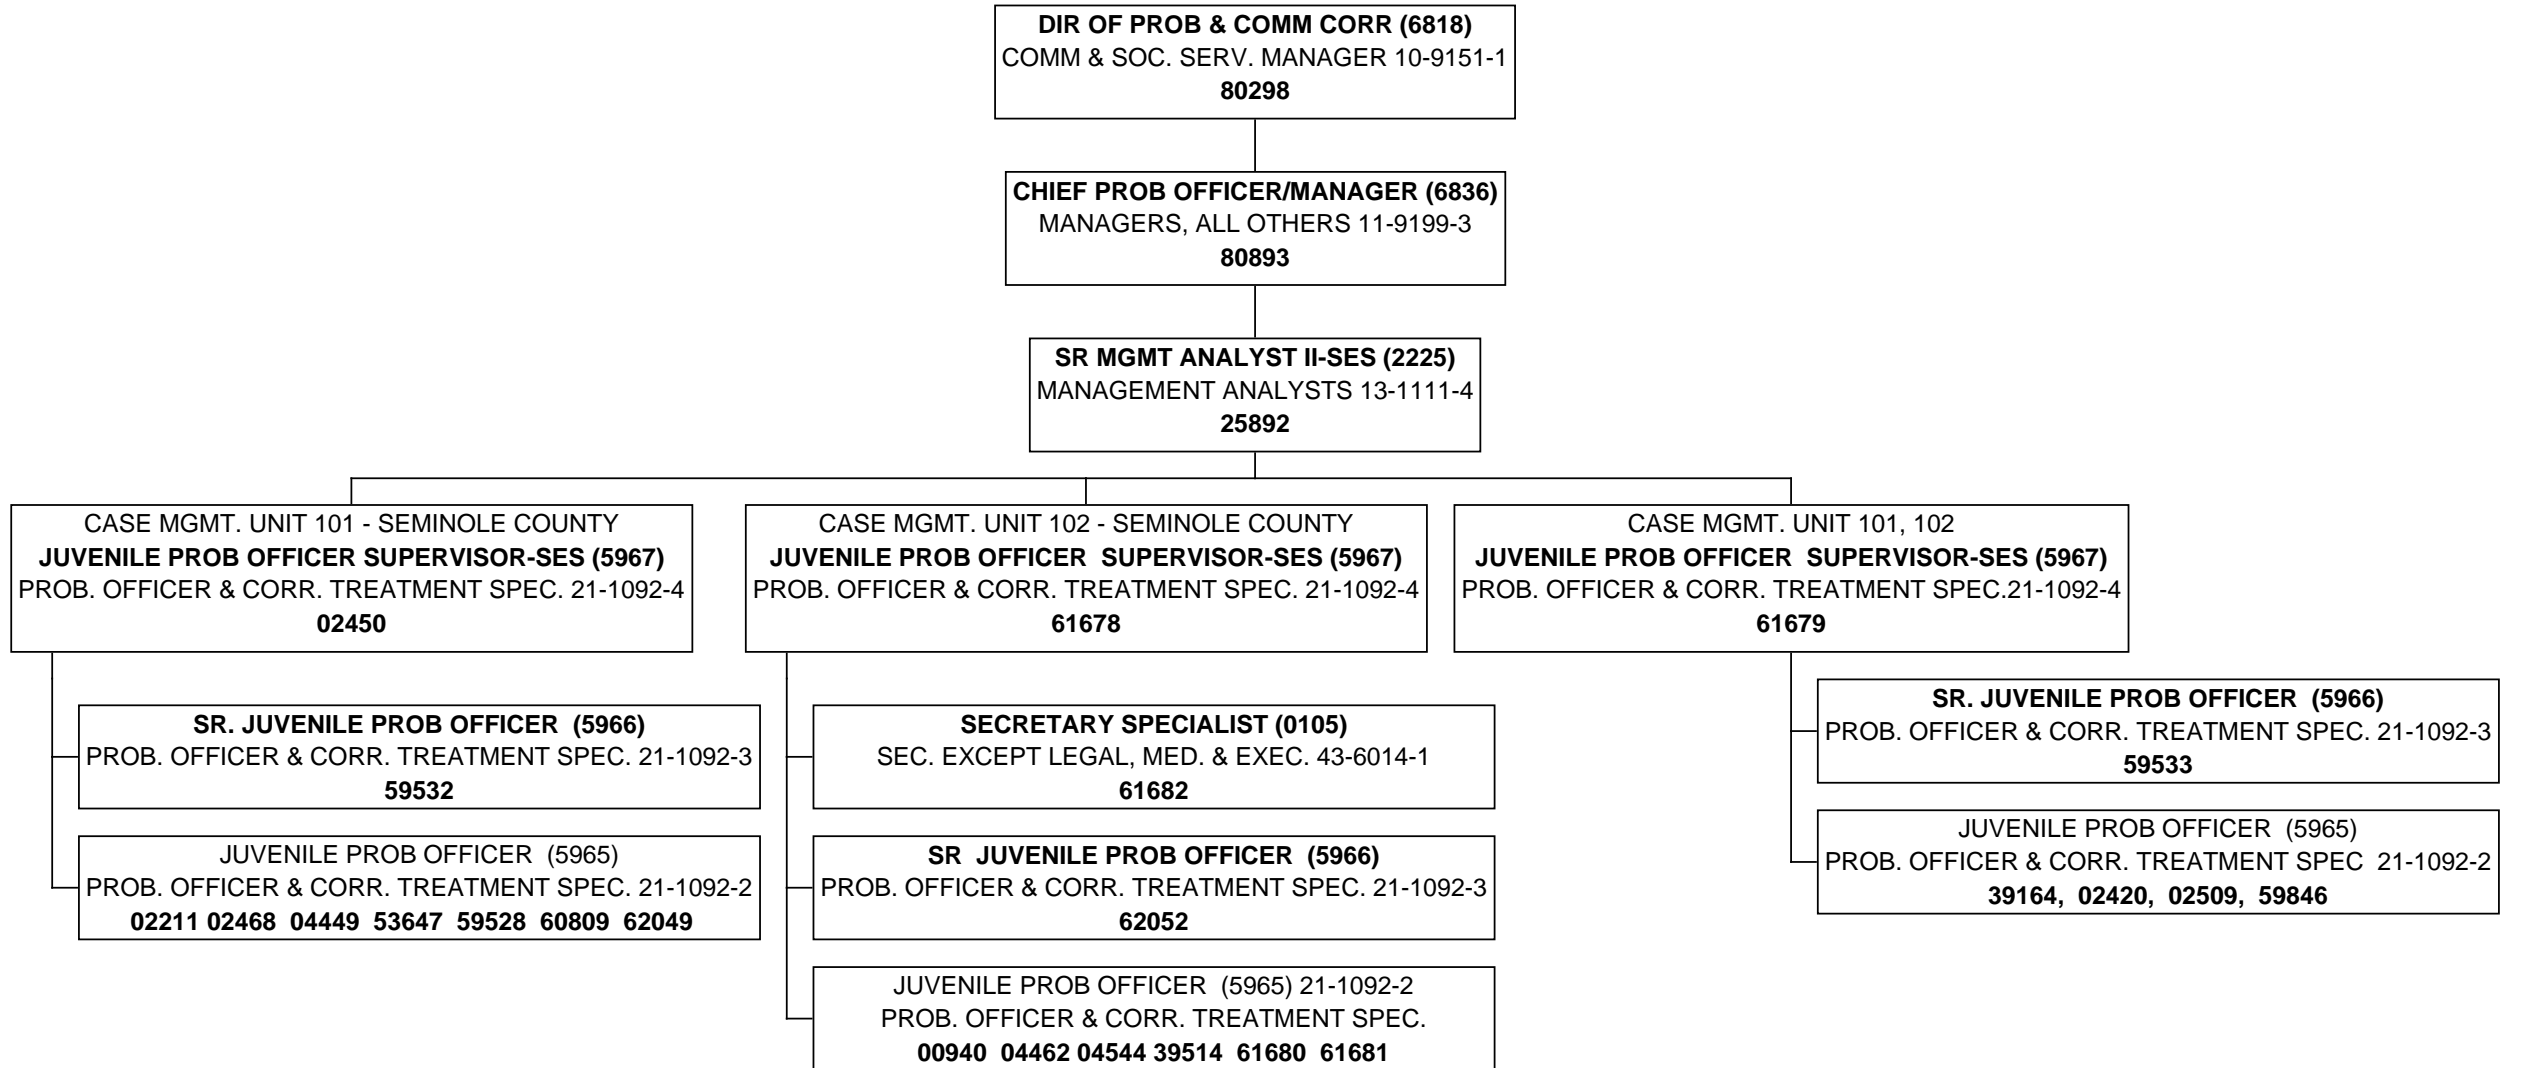 DIR OF PROB & COMM CORR (6818)
COMM & SOC. SERV. MANAGER 10-9151-1
80298
CHIEF PROB OFFICER/MANAGER (6836)
MANAGERS, ALL OTHERS 11-9199-3
80893
SR MGMT ANALYST II-SES (2225)
MANAGEMENT ANALYSTS 13-1111-4
25892
CASE MGMT. UNIT 101 - SEMINOLE COUNTY
JUVENILE PROB OFFICER SUPERVISOR-SES (5967)
PROB. OFFICER & CORR. TREATMENT SPEC. 21-1092-4
02450
SR. JUVENILE PROB OFFICER (5966)
PROB. OFFICER & CORR. TREATMENT SPEC. 21-1092-3
59532
JUVENILE PROB OFFICER (5965)
PROB. OFFICER & CORR. TREATMENT SPEC. 21-1092-2
02211 02468 04449 53647 59528 60809 62049
CASE MGMT. UNIT 102 - SEMINOLE COUNTY
JUVENILE PROB OFFICER SUPERVISOR-SES (5967)
PROB. OFFICER & CORR. TREATMENT SPEC. 21-1092-4
61678
SECRETARY SPECIALIST (0105)
SEC. EXCEPT LEGAL, MED. & EXEC. 43-6014-1
61682
SR JUVENILE PROB OFFICER (5966)
PROB. OFFICER & CORR. TREATMENT SPEC. 21-1092-3
62052
JUVENILE PROB OFFICER (5965) 21-1092-2
PROB. OFFICER & CORR. TREATMENT SPEC.
00940 04462 04544 39514 61680 61681
CASE MGMT. UNIT 101, 102
JUVENILE PROB OFFICER SUPERVISOR-SES (5967)
PROB. OFFICER & CORR. TREATMENT SPEC.21-1092-4
61679
SR. JUVENILE PROB OFFICER (5966)
PROB. OFFICER & CORR. TREATMENT SPEC. 21-1092-3
59533
JUVENILE PROB OFFICER (5965)
PROB. OFFICER & CORR. TREATMENT SPEC 21-1092-2
39164, 02420, 02509, 59846